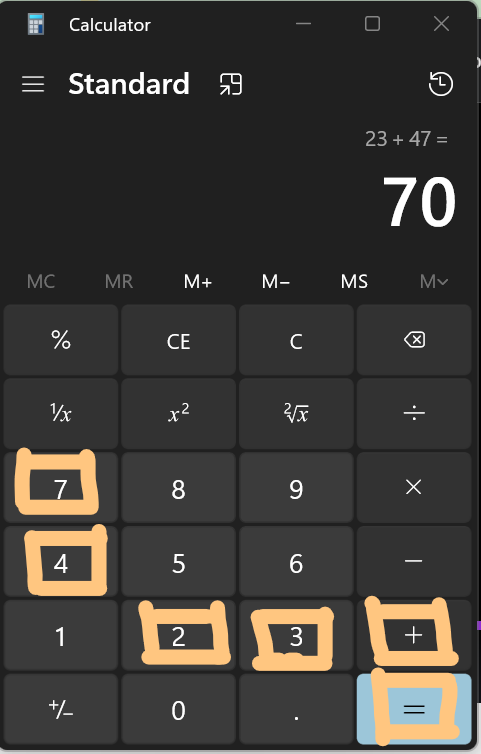 Calculator
Standard
23 + 47 =
70
MC MR M+ M− MS M
% CE C
¹/x x² ²√x ÷
7 8 9 ×
4 5 6 −
1 2 3 +
+/− 0 . =